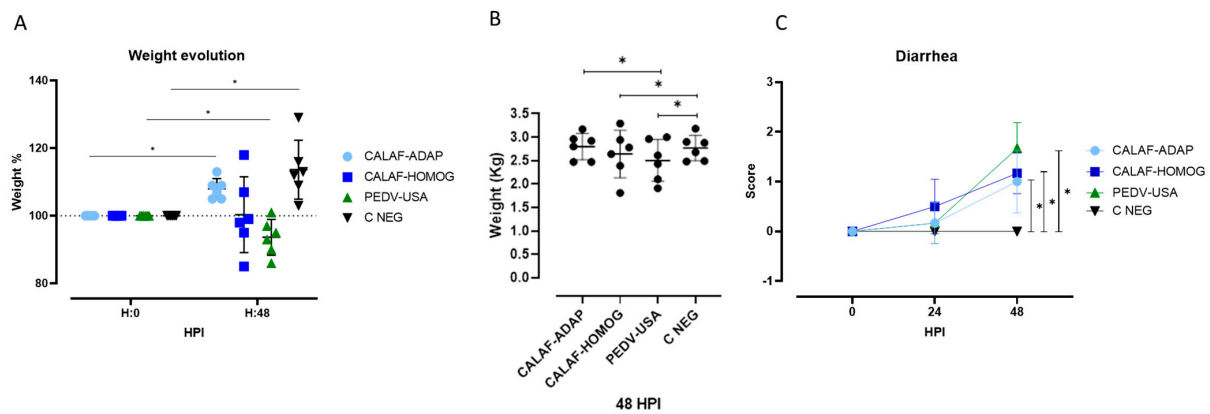 A
Weight evolution
*
*
*
140
120
100
80
Weight %
H:0
H:48
HPI
CALAF-ADAP
CALAF-HOMOG
PEDV-USA
C NEG
B
*
*
*
3.5
3.0
2.5
2.0
1.5
1.0
0.5
0.0
Weight (Kg)
CALAF-ADAP
CALAF-HOMOG
PEDV-USA
C NEG
48 HPI
C
Diarrhea
3
2
1
0
-1
Score
0
24
48
HPI
* * *
CALAF-ADAP
CALAF-HOMOG
PEDV-USA
C NEG